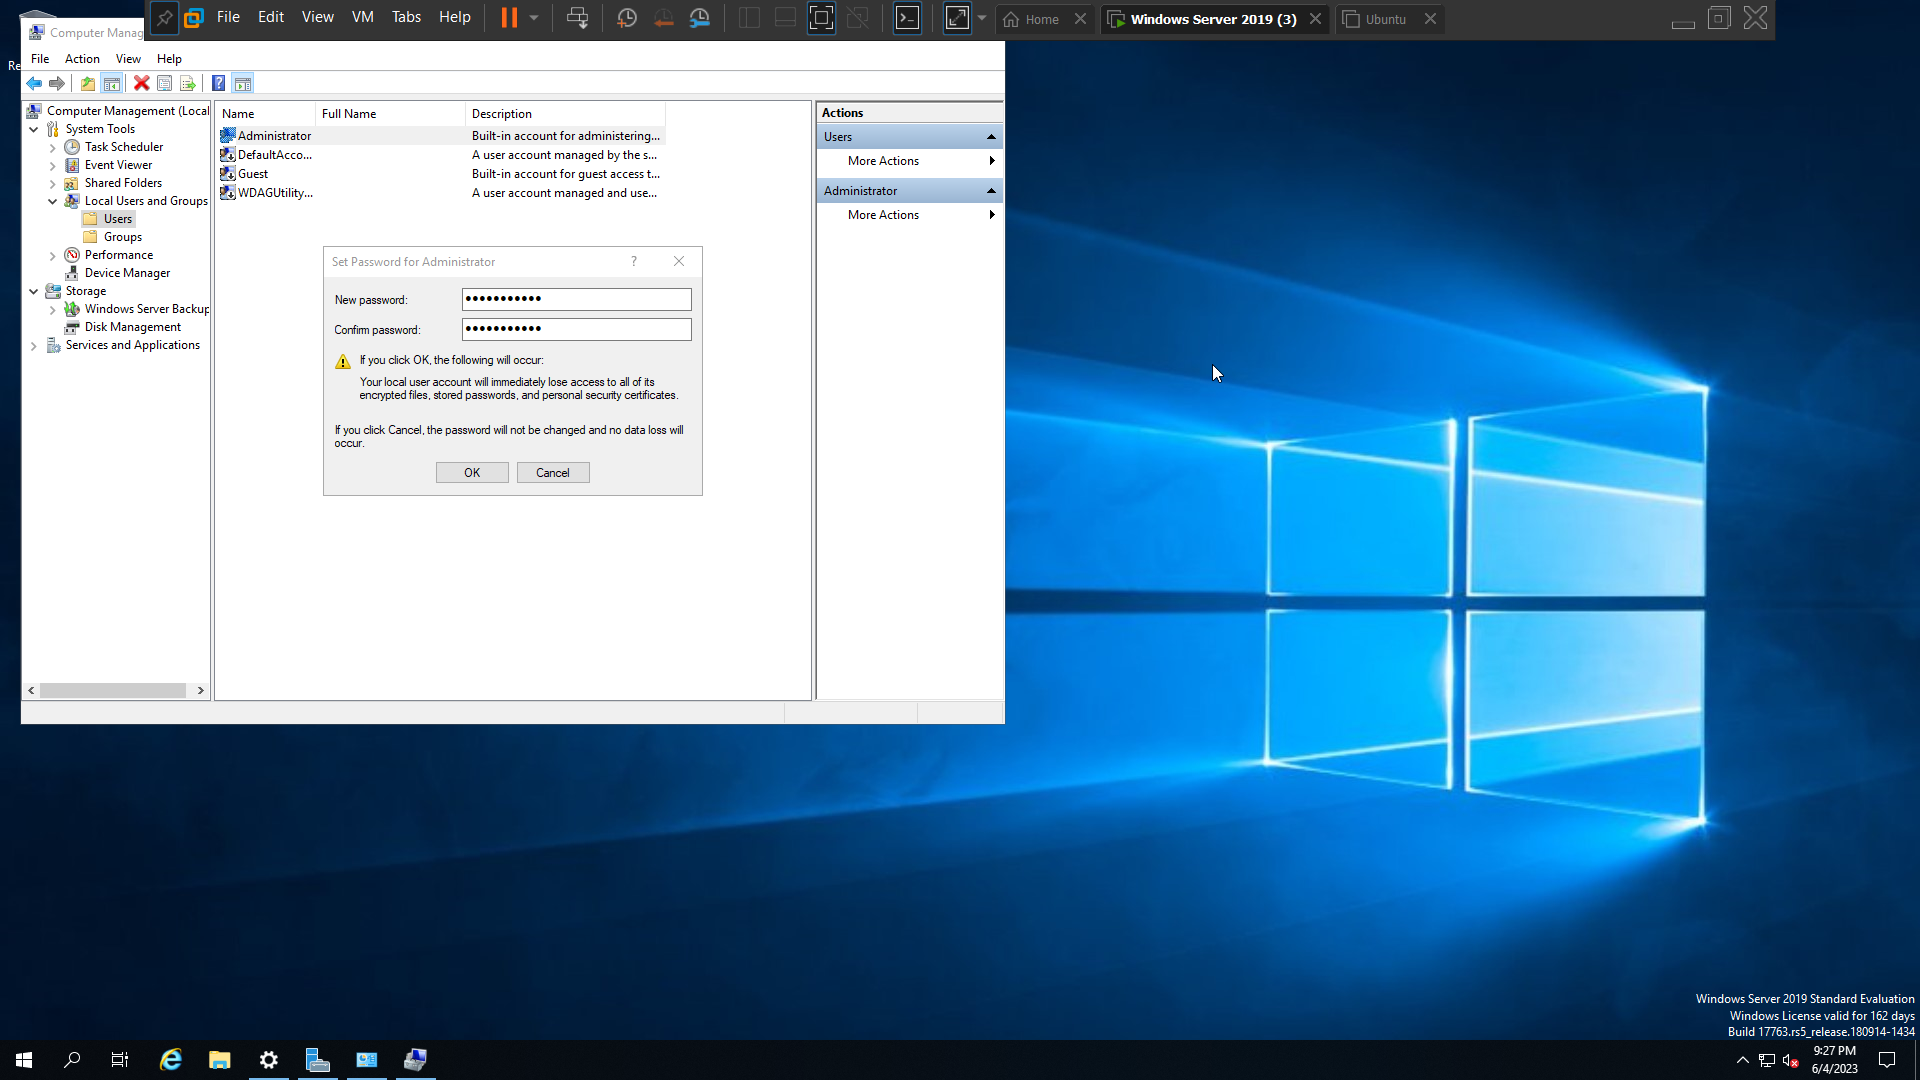 File Edit View VM Tabs Help
Home
Windows Server 2019 (3)
Ubuntu
Computer Manag
Re
File Action View Help
Computer Management (Local
System Tools
Task Scheduler
Event Viewer
Shared Folders
Local Users and Groups
Users
Groups
Performance
Device Manager
Storage
Windows Server Backup
Disk Management
Services and Applications
Name Full Name Description
Administrator Built-in account for administering...
DefaultAcco... A user account managed by the s...
Guest Built-in account for guest access t...
WDAGUtility... A user account managed and use...
Actions
Users
More Actions
Administrator
More Actions
Set Password for Administrator
New password:
Confirm password:
If you click OK, the following will occur:
Your local user account will immediately lose access to all of its
encrypted files, stored passwords, and personal security certificates.
If you click Cancel, the password will not be changed and no data loss will
occur.
OK Cancel
Windows Server 2019 Standard Evaluation
Windows License valid for 162 days
Build 17763.rs5_release.180914-1434
9:27 PM
6/4/2023